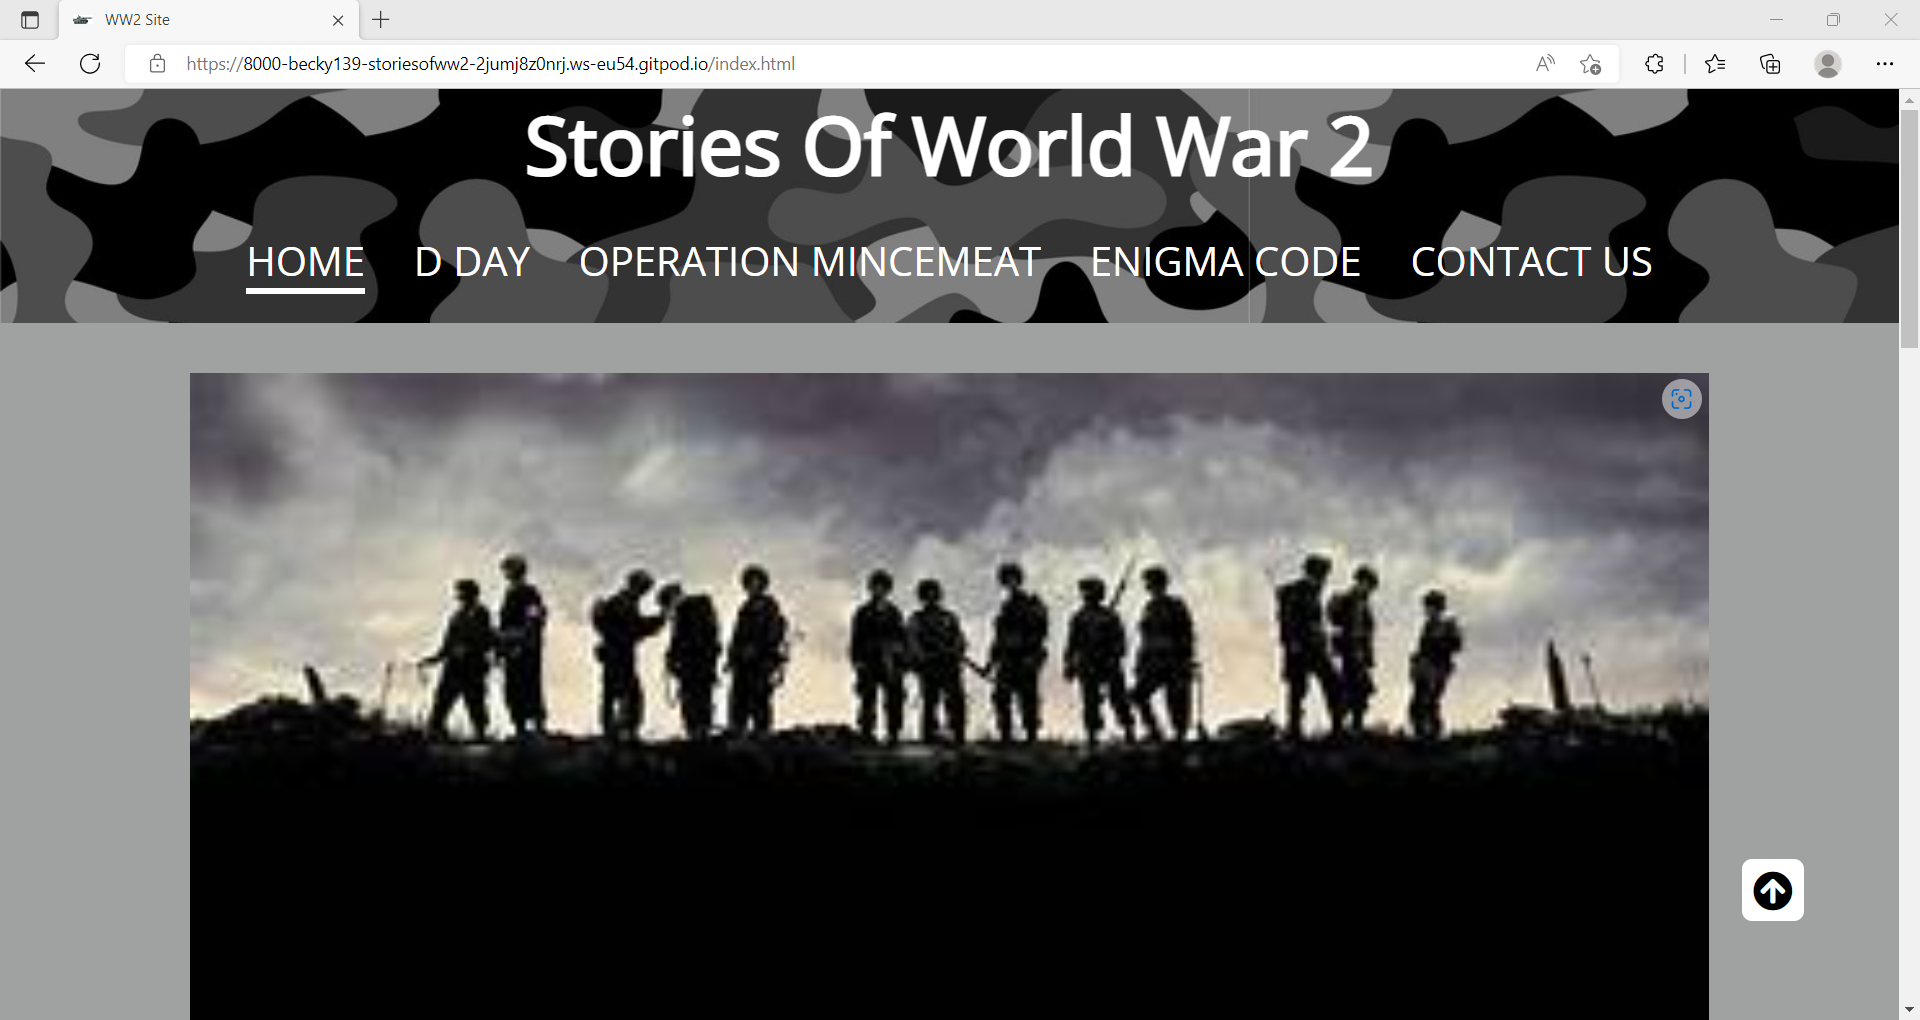 WW2 Site
https://8000-becky139-storiesofww2-2jumj8z0nrj.ws-eu54.gitpod.io/index.html
Stories Of World War 2
HOME D DAY OPERATION MINCEMEAT ENIGMA CODE CONTACT US